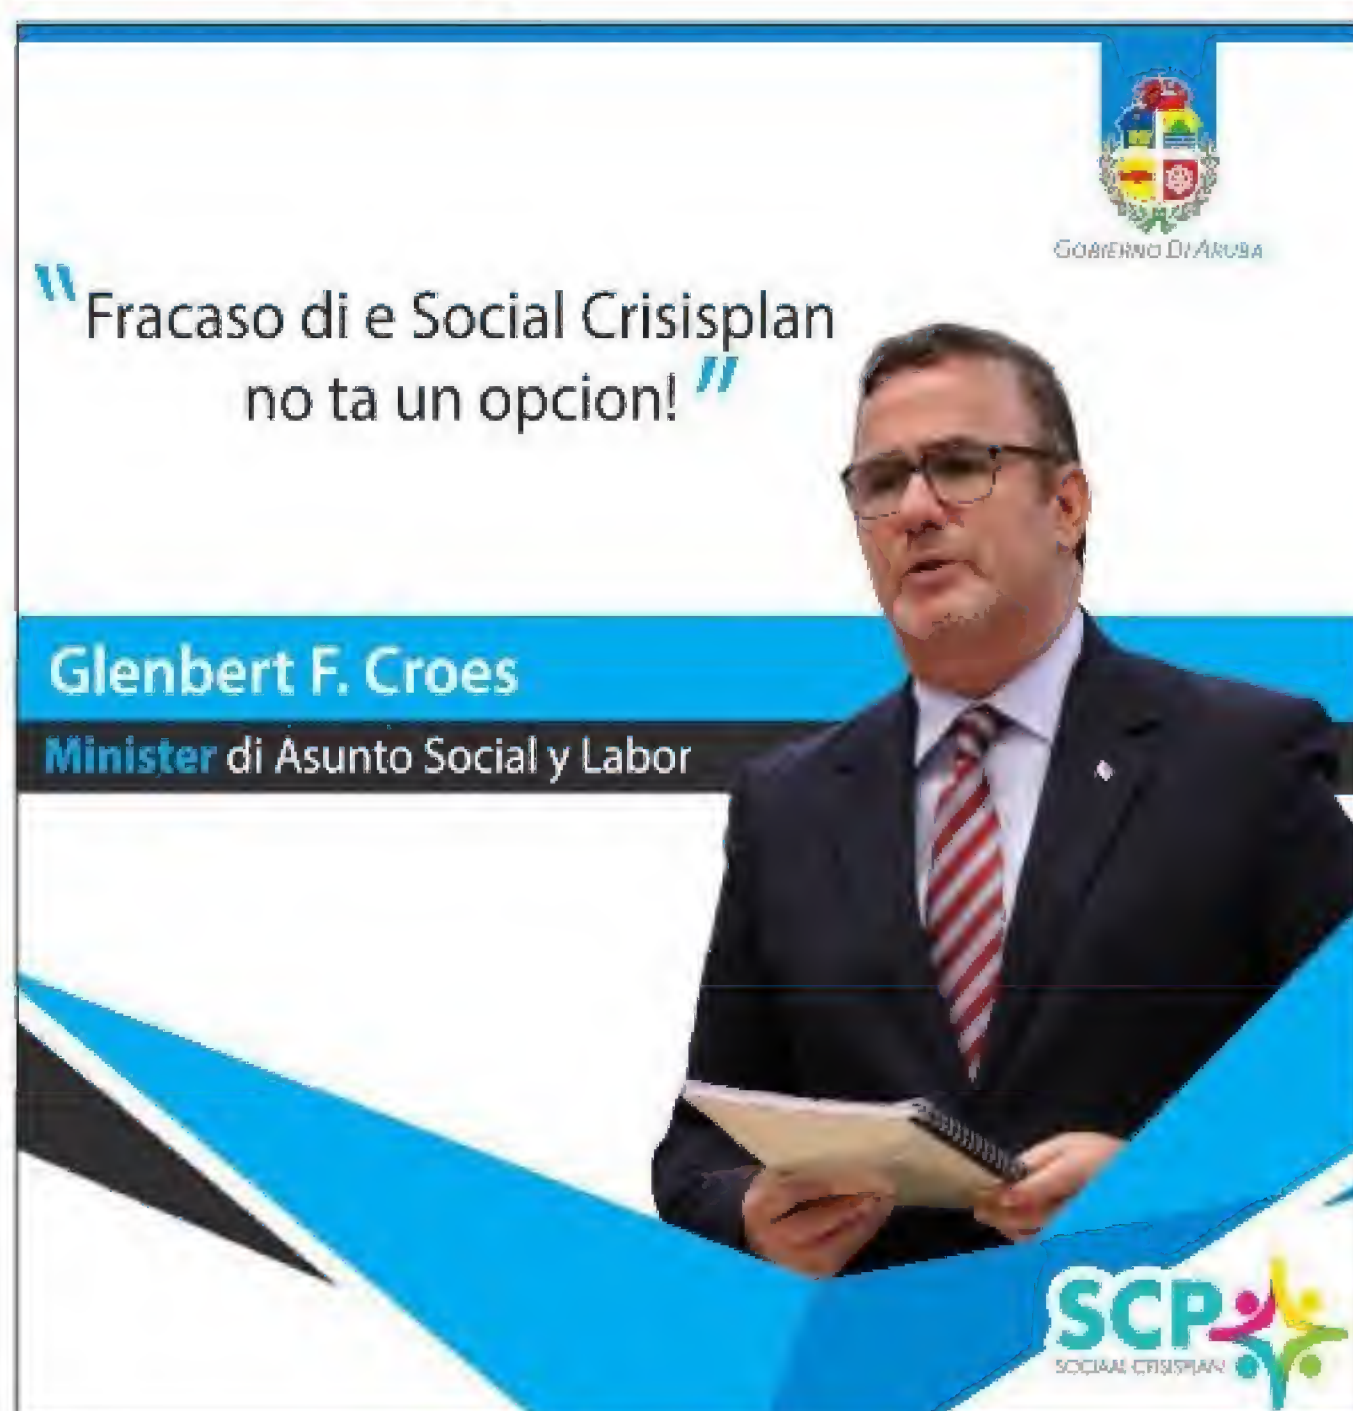 GOBIERNO DI ARUBA
"Fracaso di e Social Crisisplan
no ta un opcion!"
Glenbert F. Croes
Minister di Asunto Social y Labor
SCP
SOCIAAL CRISISPLAN